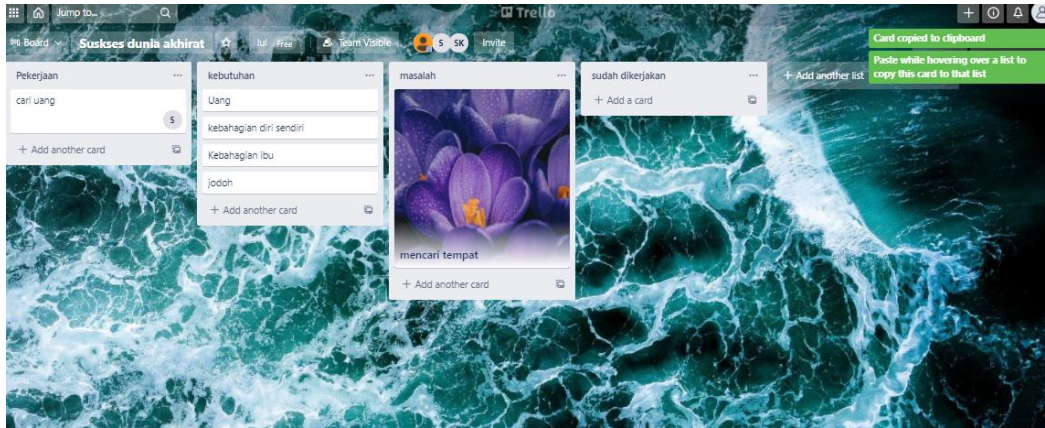 Jump to...
Trello
Board
Suskses dunia akhirat
lul
Free
Team Visible
S
SK
Invite
Card copied to clipboard
Paste while hovering over a list to
copy this card to that list
Pekerjaan
cari uang
S
+ Add another card
kebutuhan
Uang
kebahagian diri sendiri
Kebahagian ibu
jodoh
+ Add another card
masalah
mencari tempat
+ Add another card
sudah dikerjakan
+ Add a card
+ Add another list